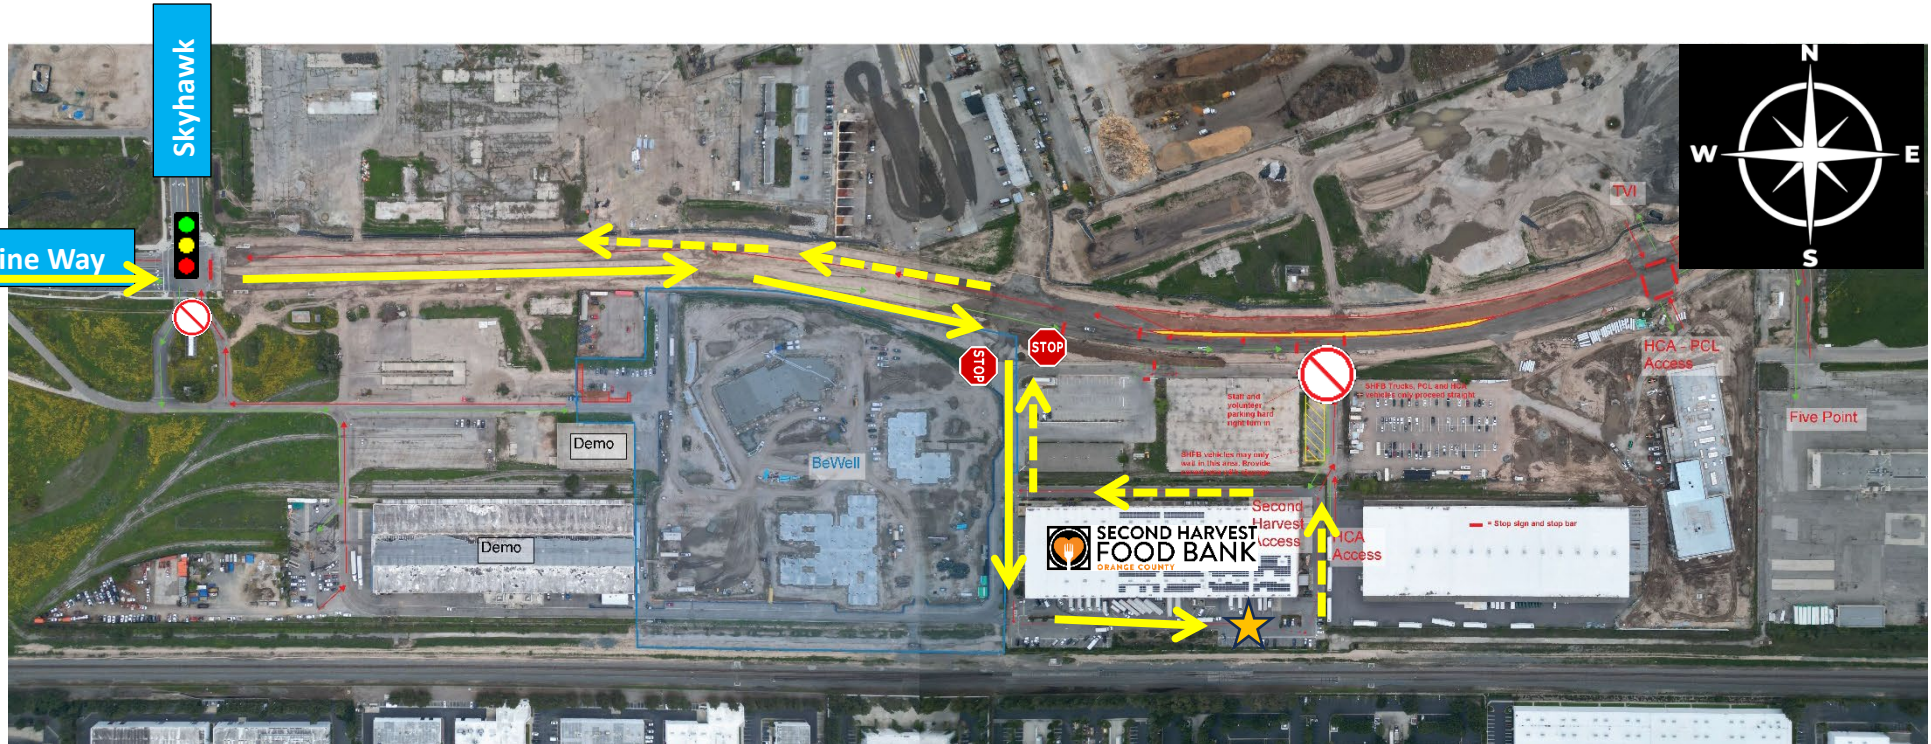 Skyhawk
N
W
E
S
TVI
ine Way
STOP
STOP
HCA - PCL
Access
SHFB Trucks, PCL and HCA
vehicles only proceed straight
Staff and
volunteer
parking hard
right turn in
Five Point
Demo
BeWell
SHFB vehicles may only
wait in this area. Provide
Second
Harvest
Access
SECOND HARVEST
FOOD BANK
ORANGE COUNTY
HCA
Access
= Stop sign and stop bar
Demo